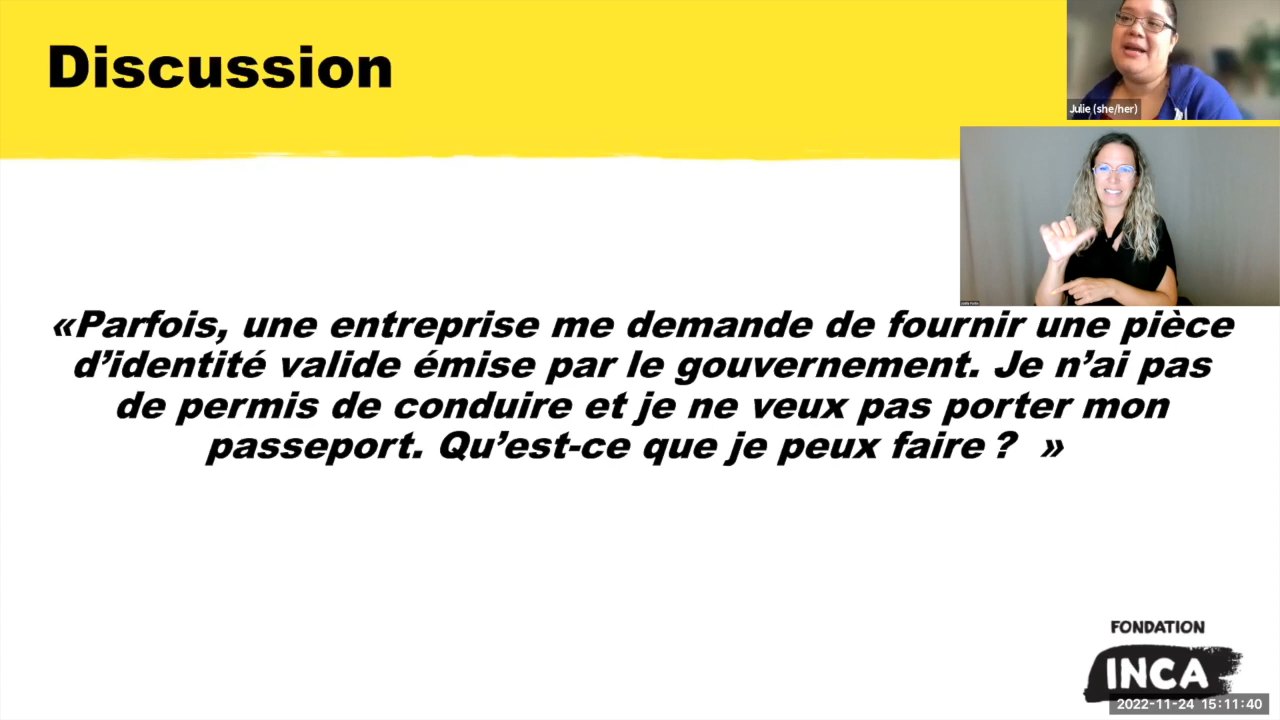 Discussion
Julie (she/her)
«Parfois, une entreprise me demande de fournir une pièce
d’identité valide émise par le gouvernement. Je n’ai pas
de permis de conduire et je ne veux pas porter mon
passeport. Qu’est-ce que je peux faire ?  »
FONDATION
INCA
2022-11-24 15:11:40